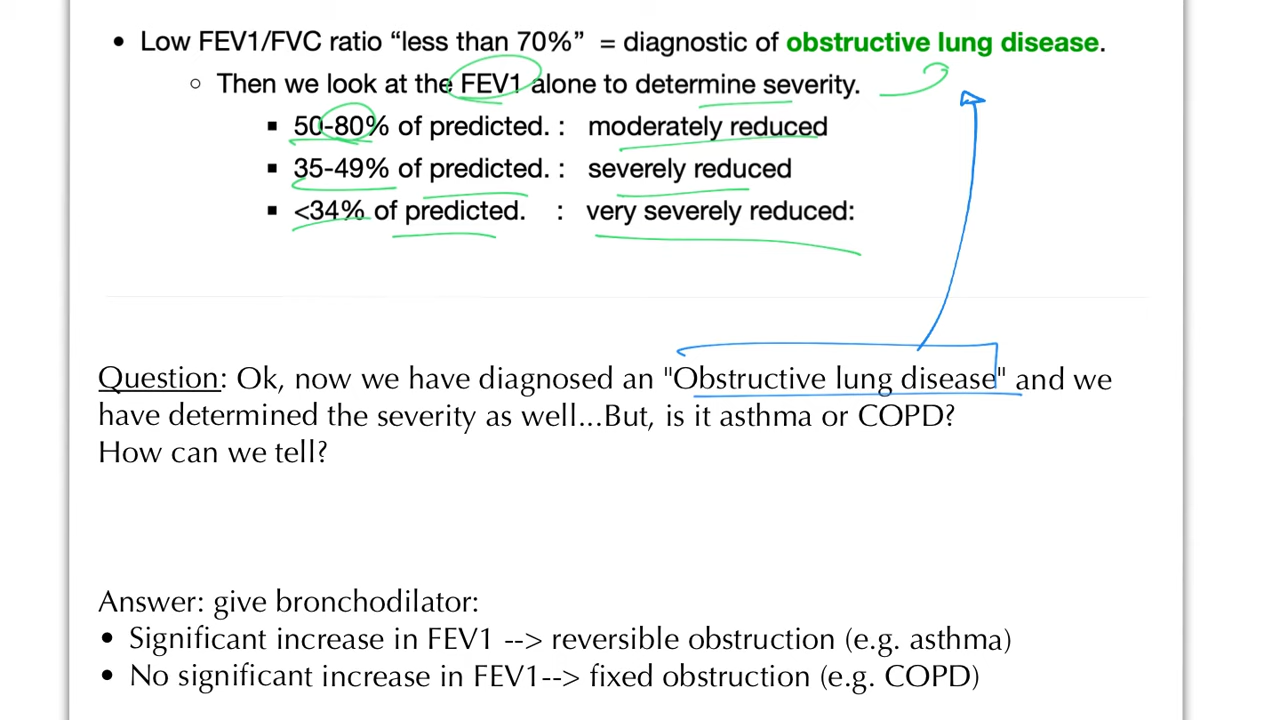 • Low FEV1/FVC ratio “less than 70%” = diagnostic of obstructive lung disease.
○ Then we look at the FEV1 alone to determine severity.
▪ 50-80% of predicted. : moderately reduced
▪ 35-49% of predicted. : severely reduced
▪ <34% of predicted. : very severely reduced:
Question: Ok, now we have diagnosed an "Obstructive lung disease" and we
have determined the severity as well...But, is it asthma or COPD?
How can we tell?
Answer: give bronchodilator:
• Significant increase in FEV1 --> reversible obstruction (e.g. asthma)
• No significant increase in FEV1--> fixed obstruction (e.g. COPD)